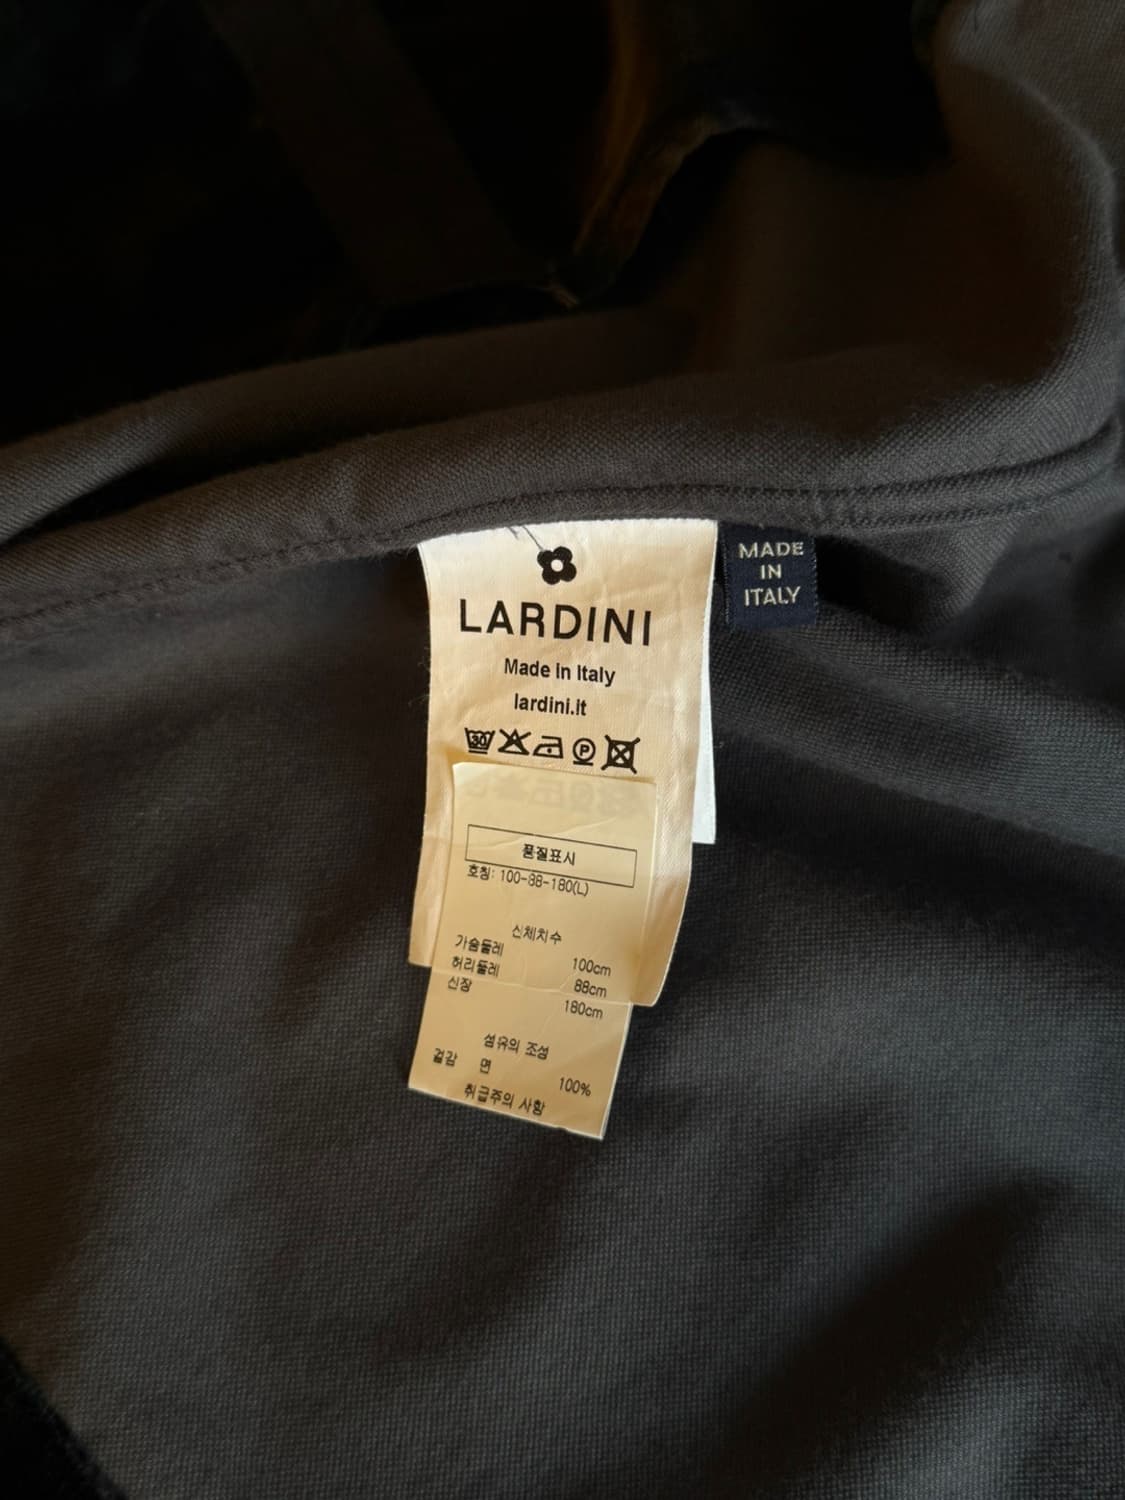 LARDINI
Made in Italy
lardini.it
30
P
MADE
IN
ITALY
품질표시
호칭: 100-88-180(L)
신체치수
가슴둘레 100cm
허리둘레 88cm
신장 180cm
섬유의 조성
겉감 면 100%
취급주의 사항